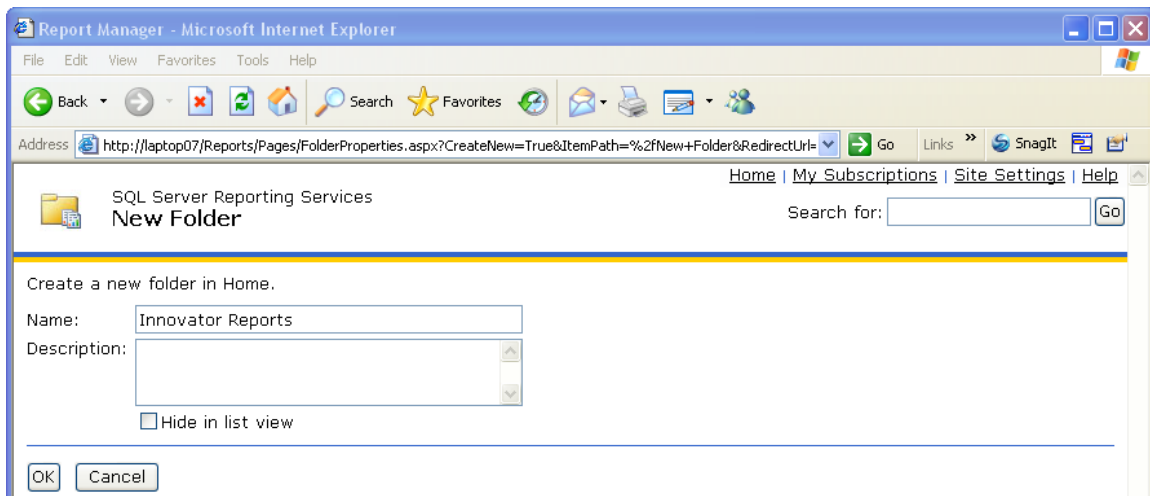 Report Manager - Microsoft Internet Explorer
File Edit View Favorites Tools Help
Back Search Favorites
Address http://laptop07/Reports/Pages/FolderProperties.aspx?CreateNew=True&ItemPath=%2fNew+Folder&RedirectUrl= Go Links » SnagIt
Home | My Subscriptions | Site Settings | Help
SQL Server Reporting Services
New Folder
Search for: Go
Create a new folder in Home.
Name: Innovator Reports
Description:
Hide in list view
OK Cancel